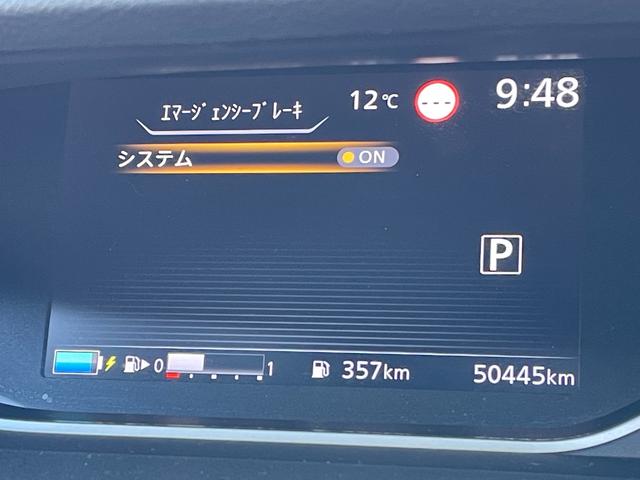 ｴﾏｰｼﾞｪﾝｼｰﾌﾞﾚｰｷ 12℃ --- 9:48
システム ON
P
0 1 357km 50445km